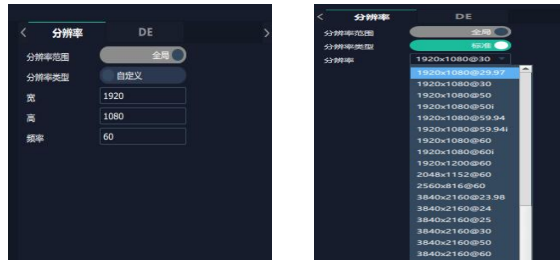 < 分辨率 DE >
分辨率范围 全局
分辨率类型 自定义
宽 1920
高 1080
频率 60
< 分辨率 DE
分辨率范围 全局
分辨率类型 标准
分辨率 1920x1080@30
1920x1080@29.97
1920x1080@30
1920x1080@50
1920x1080@50i
1920x1080@59.94
1920x1080@59.94i
1920x1080@60
1920x1080@60i
1920x1200@60
2048x1152@60
2560x816@60
3840x2160@23.98
3840x2160@24
3840x2160@25
3840x2160@30
3840x2160@50
3840x2160@60